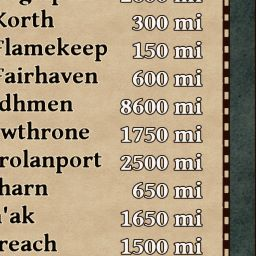 Korth 300 mi
Flamekeep 150 mi
Fairhaven 600 mi
dhmen 8600 mi
wthrone 1750 mi
rolanport 2500 mi
harn 650 mi
'ak 1650 mi
reach 1500 mi